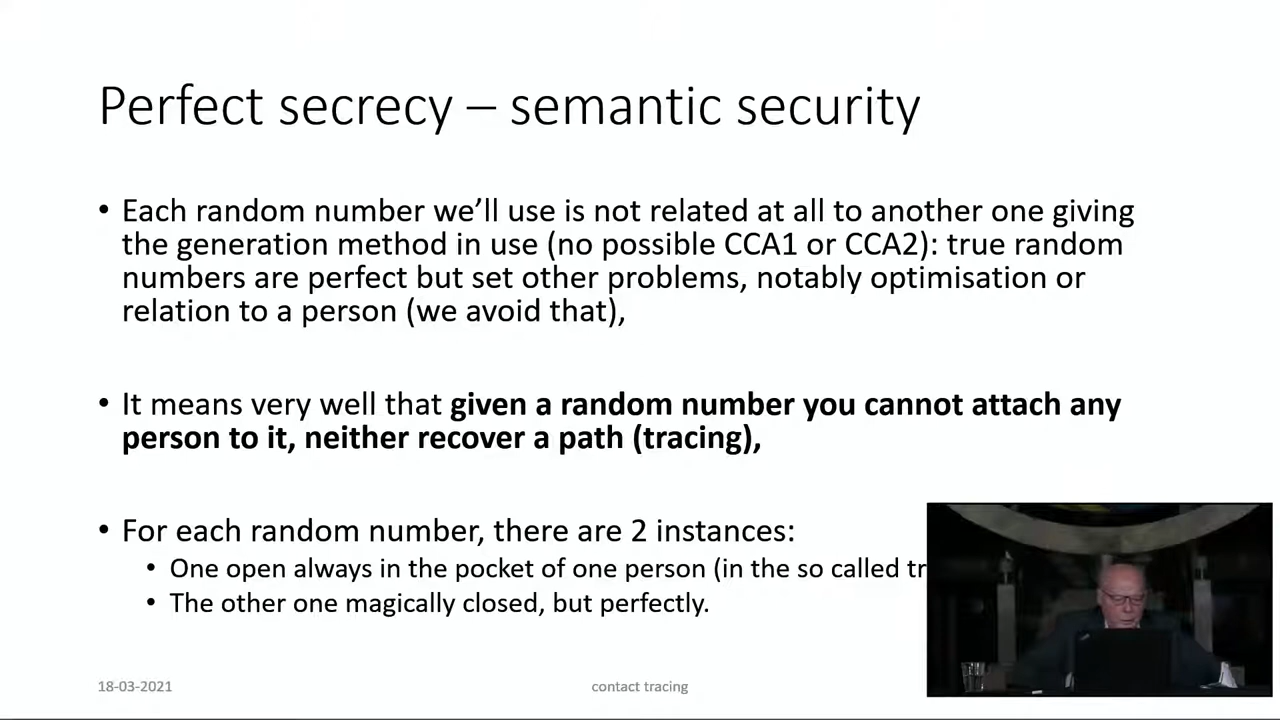 Perfect secrecy – semantic security
• Each random number we’ll use is not related at all to another one giving
the generation method in use (no possible CCA1 or CCA2): true random
numbers are perfect but set other problems, notably optimisation or
relation to a person (we avoid that),
• It means very well that given a random number you cannot attach any
person to it, neither recover a path (tracing),
• For each random number, there are 2 instances:
• One open always in the pocket of one person (in the so called
• The other one magically closed, but perfectly.
18-03-2021
contact tracing